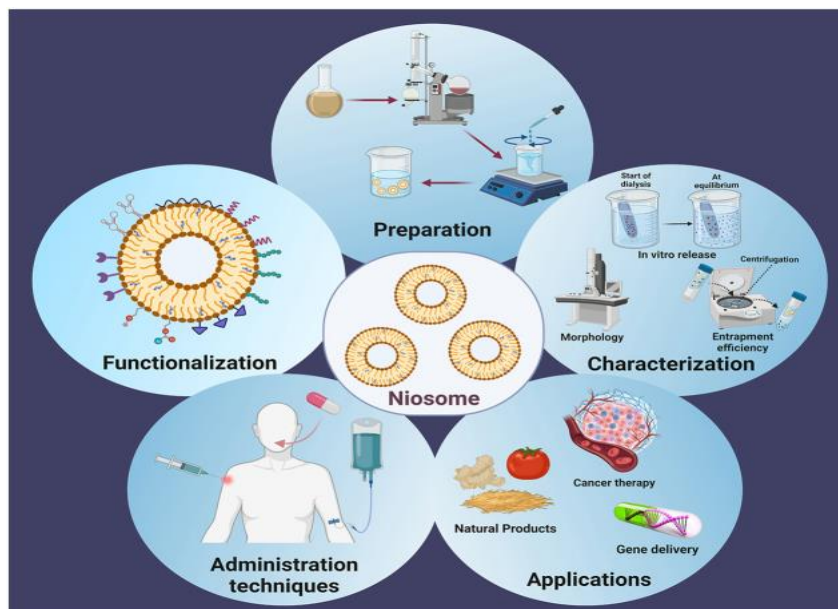 Preparation
Functionalization
Start of
dialysis
At
equilibrium
In vitro release
Centrifugation
Morphology
Entrapment
efficiency
Characterization
Niosome
Administration
techniques
Cancer therapy
Natural Products
Gene delivery
Applications